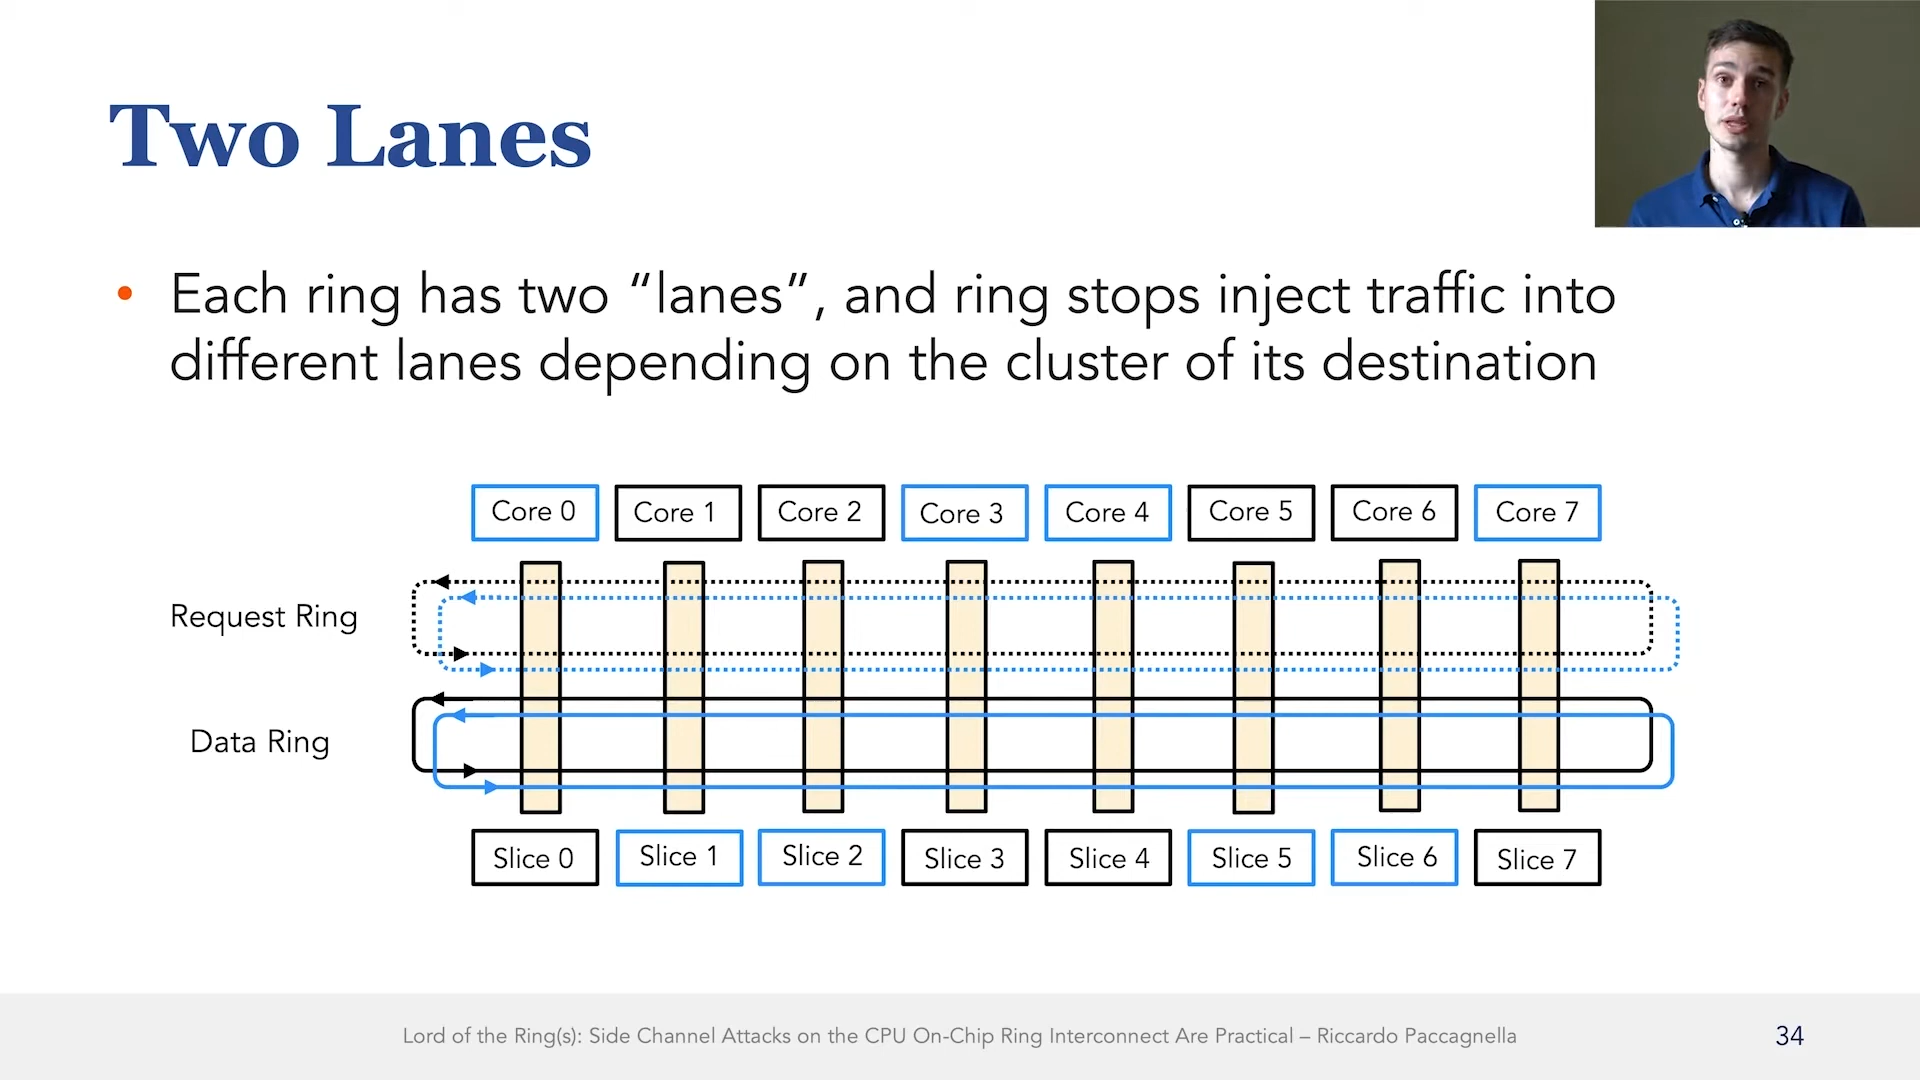 Two Lanes
• Each ring has two “lanes”, and ring stops inject traffic into
different lanes depending on the cluster of its destination
Core 0 Core 1 Core 2 Core 3 Core 4 Core 5 Core 6 Core 7
Request Ring
Data Ring
Slice 0 Slice 1 Slice 2 Slice 3 Slice 4 Slice 5 Slice 6 Slice 7
Lord of the Ring(s): Side Channel Attacks on the CPU On-Chip Ring Interconnect Are Practical – Riccardo Paccagnella
34